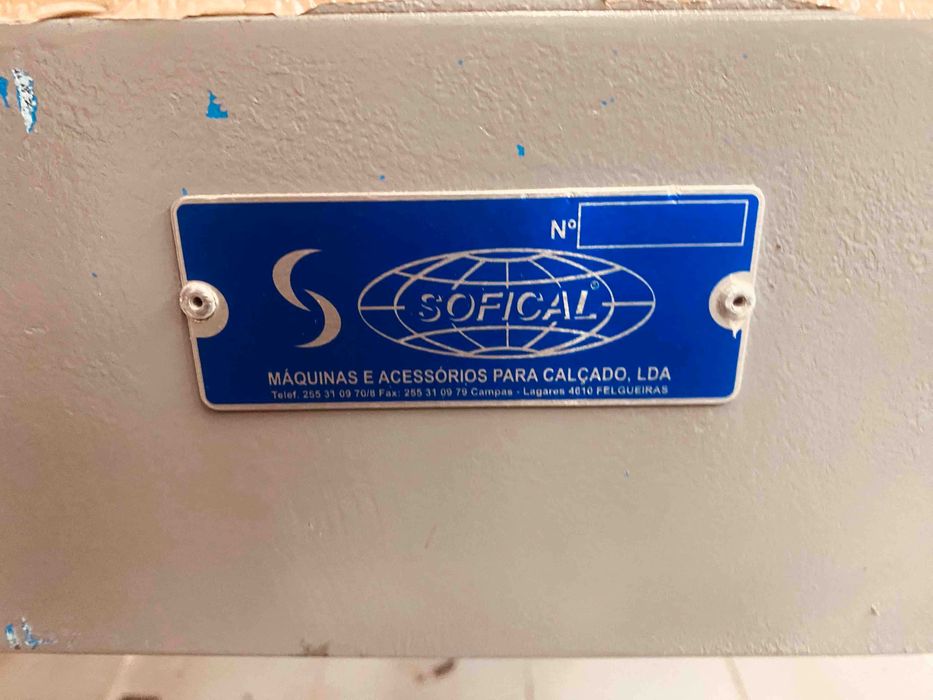 Nº
SOFICAL
MÁQUINAS E ACESSÓRIOS PARA CALÇADO, LDA
Telef. 255 31 09 70/8 Fax: 255 31 09 79 Campas - Lagares 4610 FELGUEIRAS